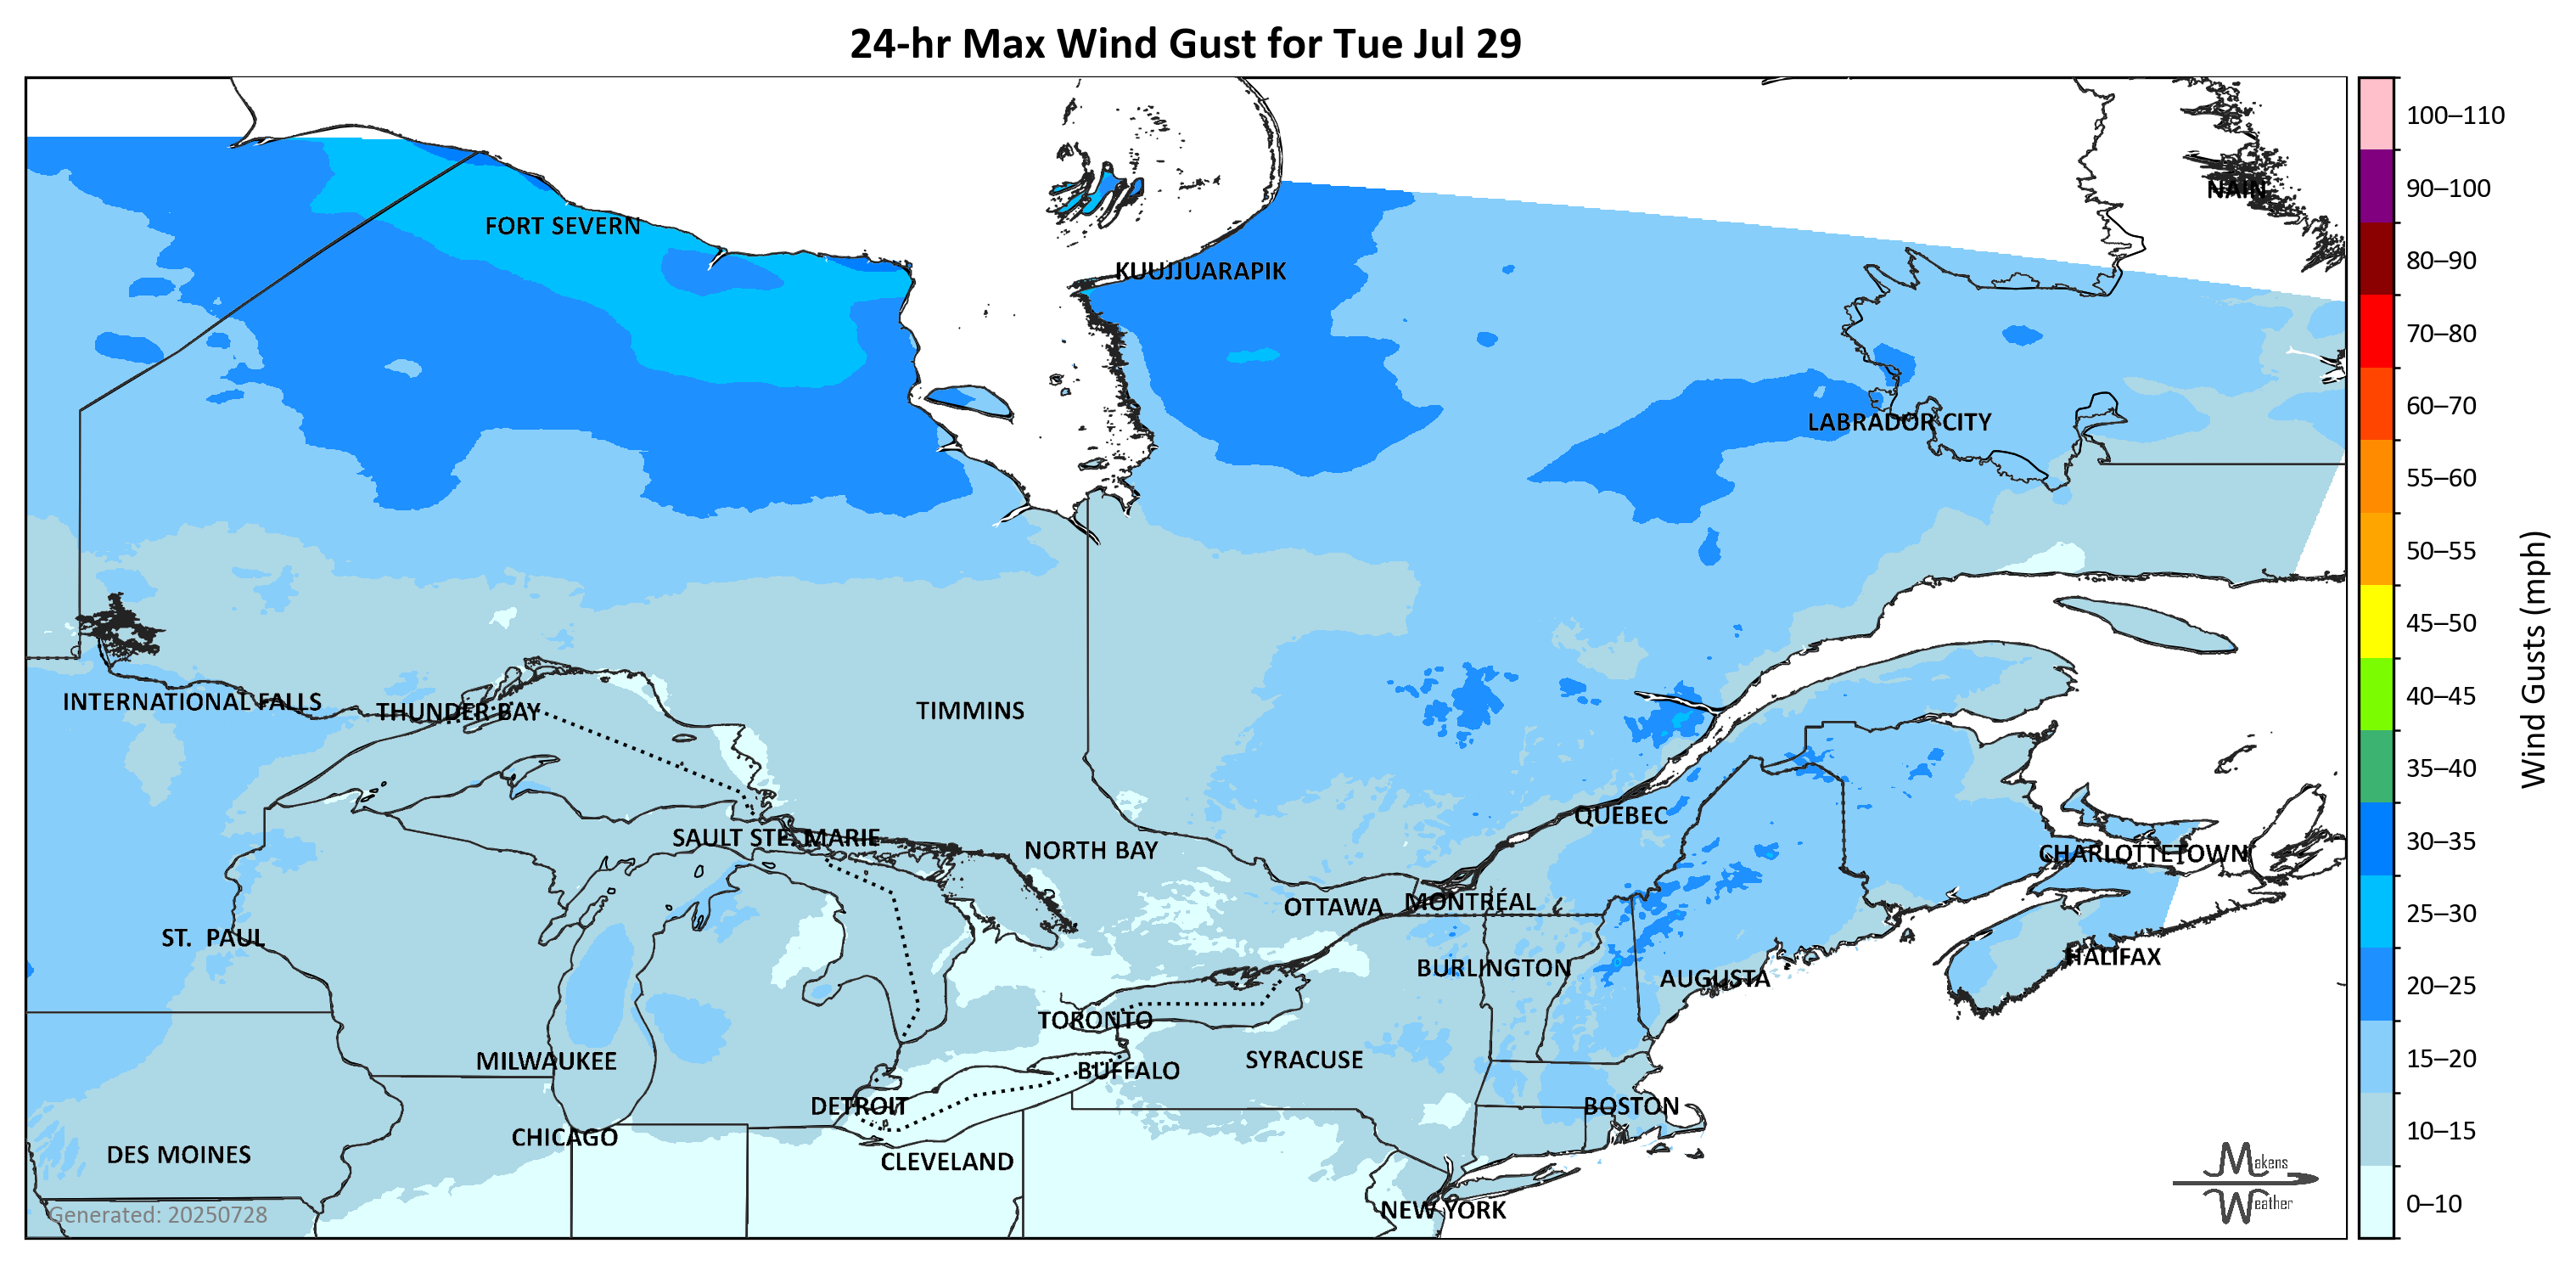 24-hr Max Wind Gust for Tue Jul 29
100–110
90–100
NAIN
FORT SEVERN
80–90
KUUJJUARAPIK
70–80
60–70
LABRADOR CITY
55–60
50–55
45–50
Wind Gusts (mph)
40–45
INTERNATIONAL FALLS
THUNDER BAY
TIMMINS
35–40
QUÉBEC
30–35
SAULT STE. MARIE
NORTH BAY
CHARLOTTETOWN
OTTAWA
MONTRÉAL
25–30
ST. PAUL
HALIFAX
BURLINGTON
AUGUSTA
20–25
TORONTO
MILWAUKEE
SYRACUSE
15–20
BUFFALO
DETROIT
BOSTON
10–15
CHICAGO
DES MOINES
CLEVELAND
Makens
Weather
0–10
NEW YORK
Generated: 20250728